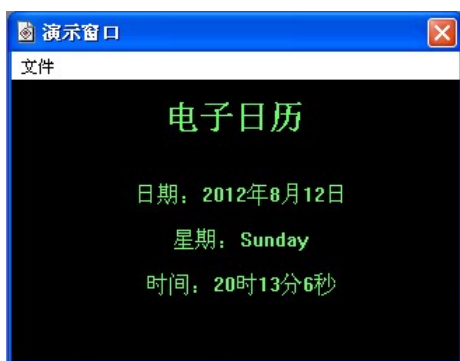 演示窗口
文件
电子日历
日期：2012年8月12日
星期：Sunday
时间：20时13分6秒